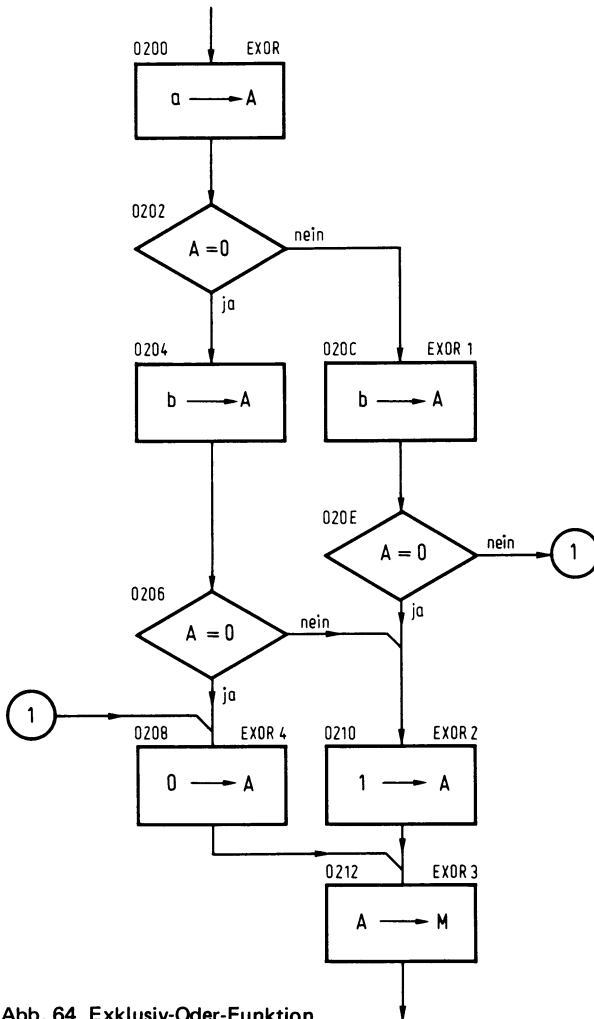 0200 EXOR
a → A
0202
A = 0
nein
ja
0204
b → A
020C EXOR 1
b → A
020E
A = 0
nein
1
ja
0206
A = 0
nein
ja
1
0208 EXOR 4
0 → A
0210 EXOR 2
1 → A
0212 EXOR 3
A → M
Abb. 64 Exklusiv-Oder-Funktion